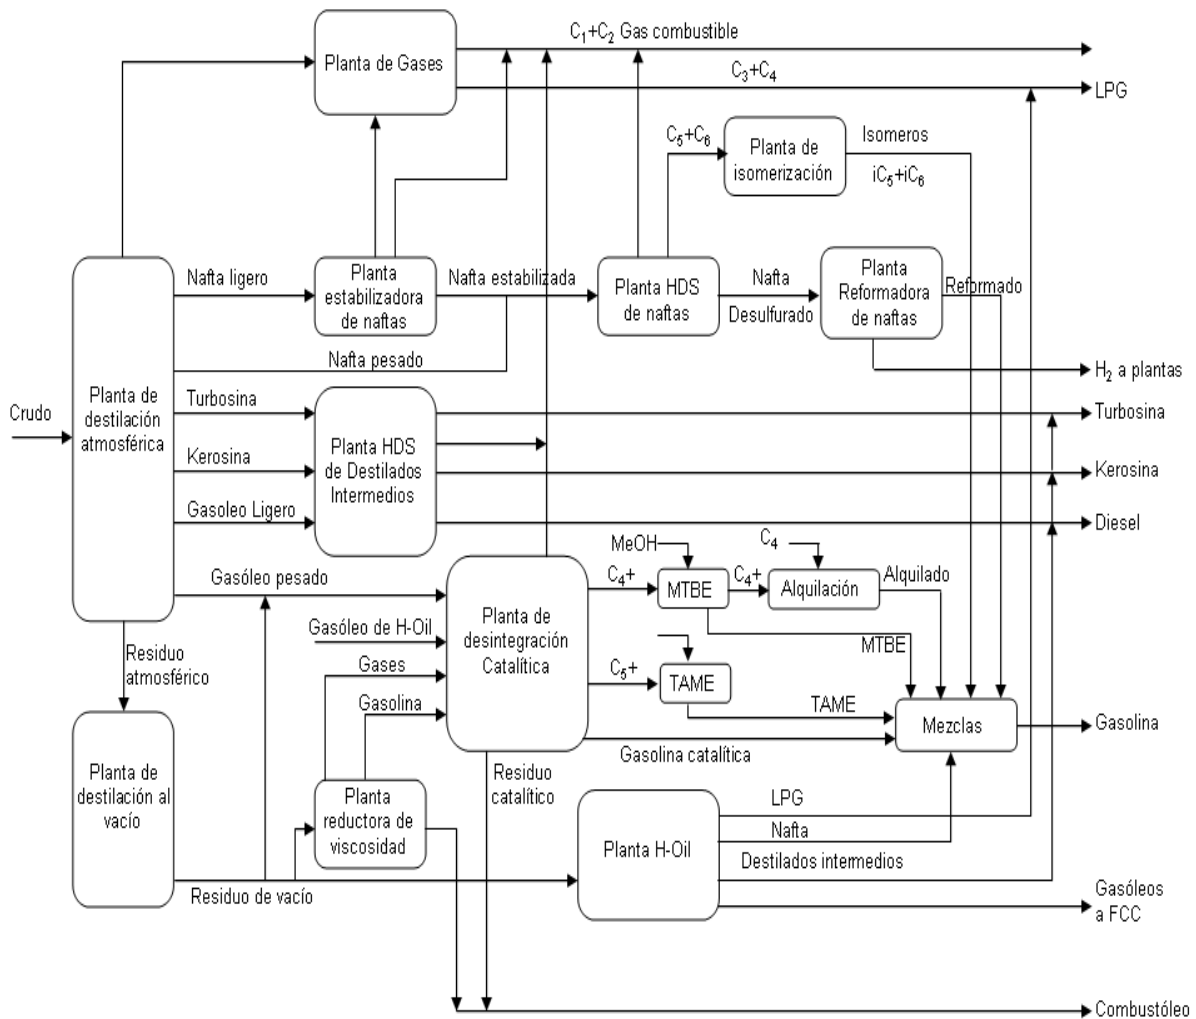 C1+C2 Gas combustible
Planta de Gases
C3+C4
LPG
C5+C6
Planta de
isomerización
Isomeros
iC5+iC6
Nafta ligero
Planta
estabilizadora
de naftas
Nafta estabilizada
Planta HDS
de naftas
Nafta
Desulfurado
Planta
Reformadora
de naftas
Reformado
Nafta pesado
H2 a plantas
Crudo
Planta de
destilación
atmosférica
Turbosina
Kerosina
Gasoleo Ligero
Planta HDS
de Destilados
Intermedios
Turbosina
Kerosina
Diesel
Gasóleo pesado
Gasóleo de H-Oil
Gases
Gasolina
Planta de
desintegración
Catalítica
MeOH
C4+
MTBE
C4+
C4
Alquilación
Alquilado
MTBE
C5+
TAME
TAME
Mezclas
Gasolina
Gasolina catalítica
Residuo
atmosférico
Planta de
destilación al
vacío
Residuo de vacío
Planta
reductora de
viscosidad
Residuo
catalítico
Planta H-Oil
LPG
Nafta
Destilados intermedios
Gasóleos
a FCC
Combustóleo